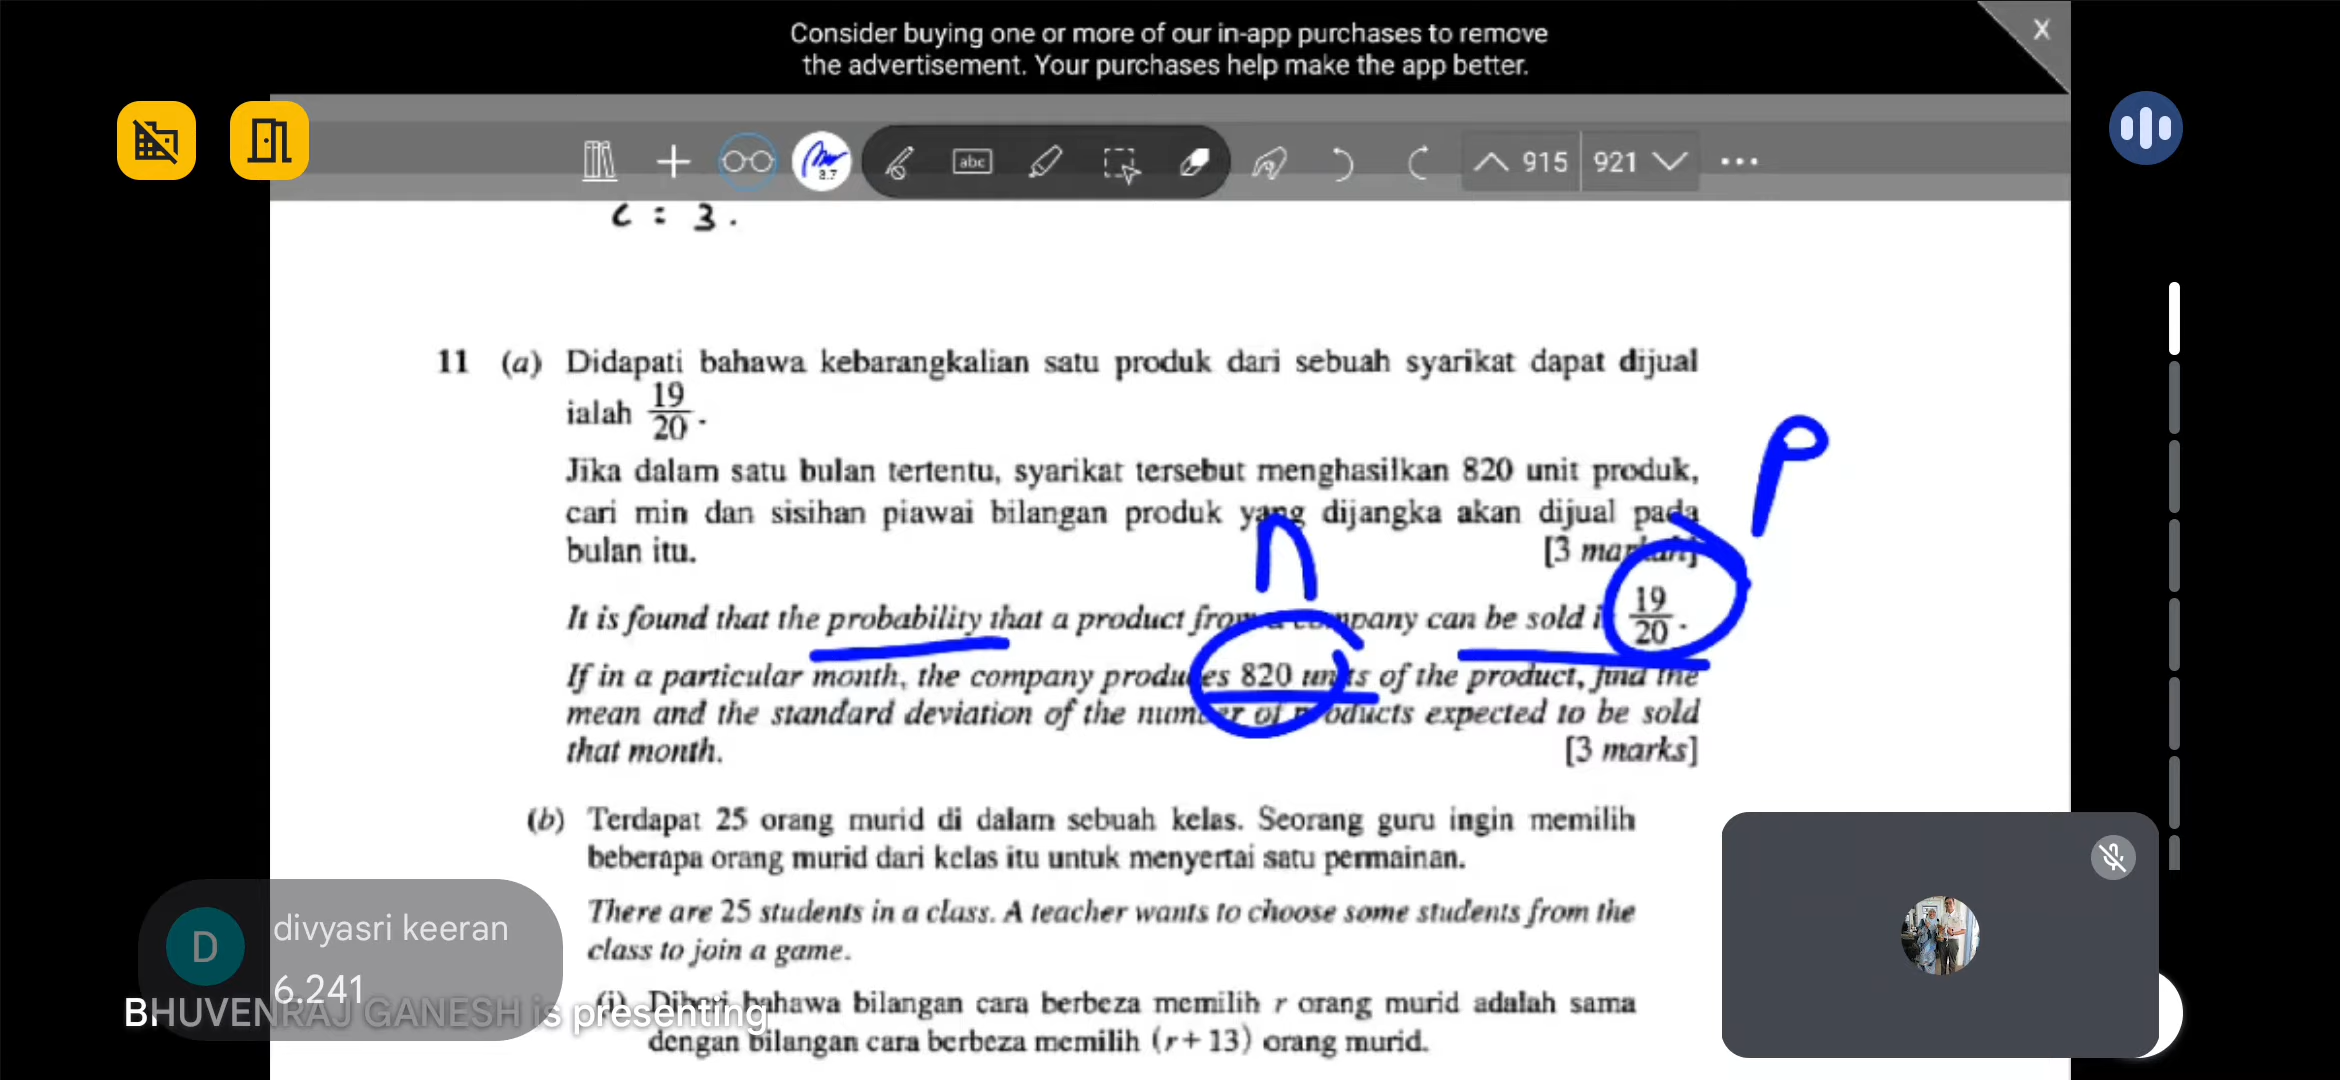 Consider buying one or more of our in-app purchases to remove
the advertisement. Your purchases help make the app better.
X
abc
3.7
915
921
c = 3.
11 (a) Didapati bahawa kebarangkalian satu produk dari sebuah syarikat dapat dijual
ialah 19/20.
p
Jika dalam satu bulan tertentu, syarikat tersebut menghasilkan 820 unit produk,
cari min dan sisihan piawai bilangan produk yang dijangka akan dijual pada
bulan itu. [3 markah]
n
It is found that the probability that a product from a company can be sold is 19/20.
If in a particular month, the company produces 820 units of the product, find the
mean and the standard deviation of the number of products expected to be sold
that month. [3 marks]
(b) Terdapat 25 orang murid di dalam sebuah kelas. Seorang guru ingin memilih
beberapa orang murid dari kelas itu untuk menyertai satu permainan.
There are 25 students in a class. A teacher wants to choose some students from the
class to join a game.
(i) Diberi bahawa bilangan cara berbeza memilih r orang murid adalah sama
dengan bilangan cara berbeza memilih (r + 13) orang murid.
D
divyasri keeran
6.241
BHUVENRAJ GANESH is presenting